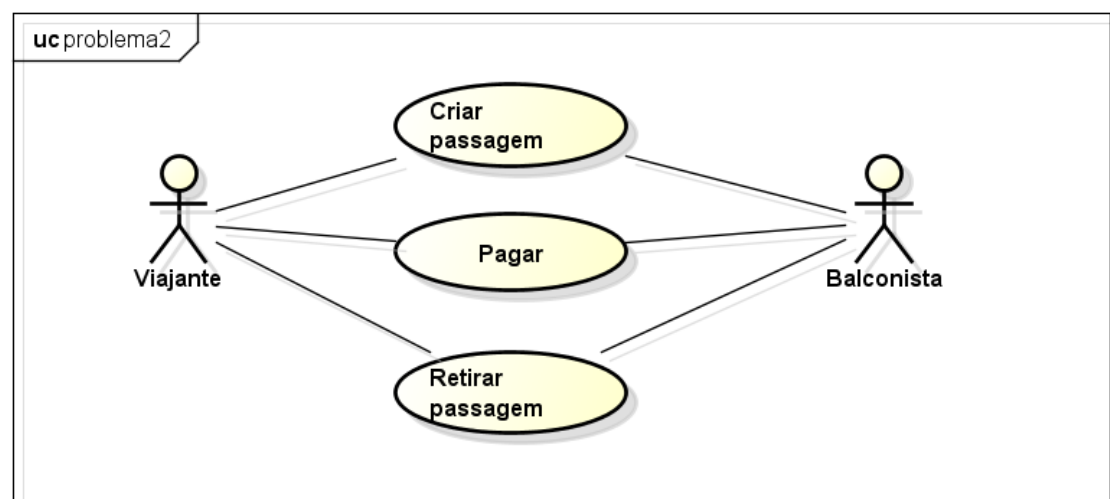 uc problema2
Criar
passagem
Viajante
Pagar
Balconista
Retirar
passagem